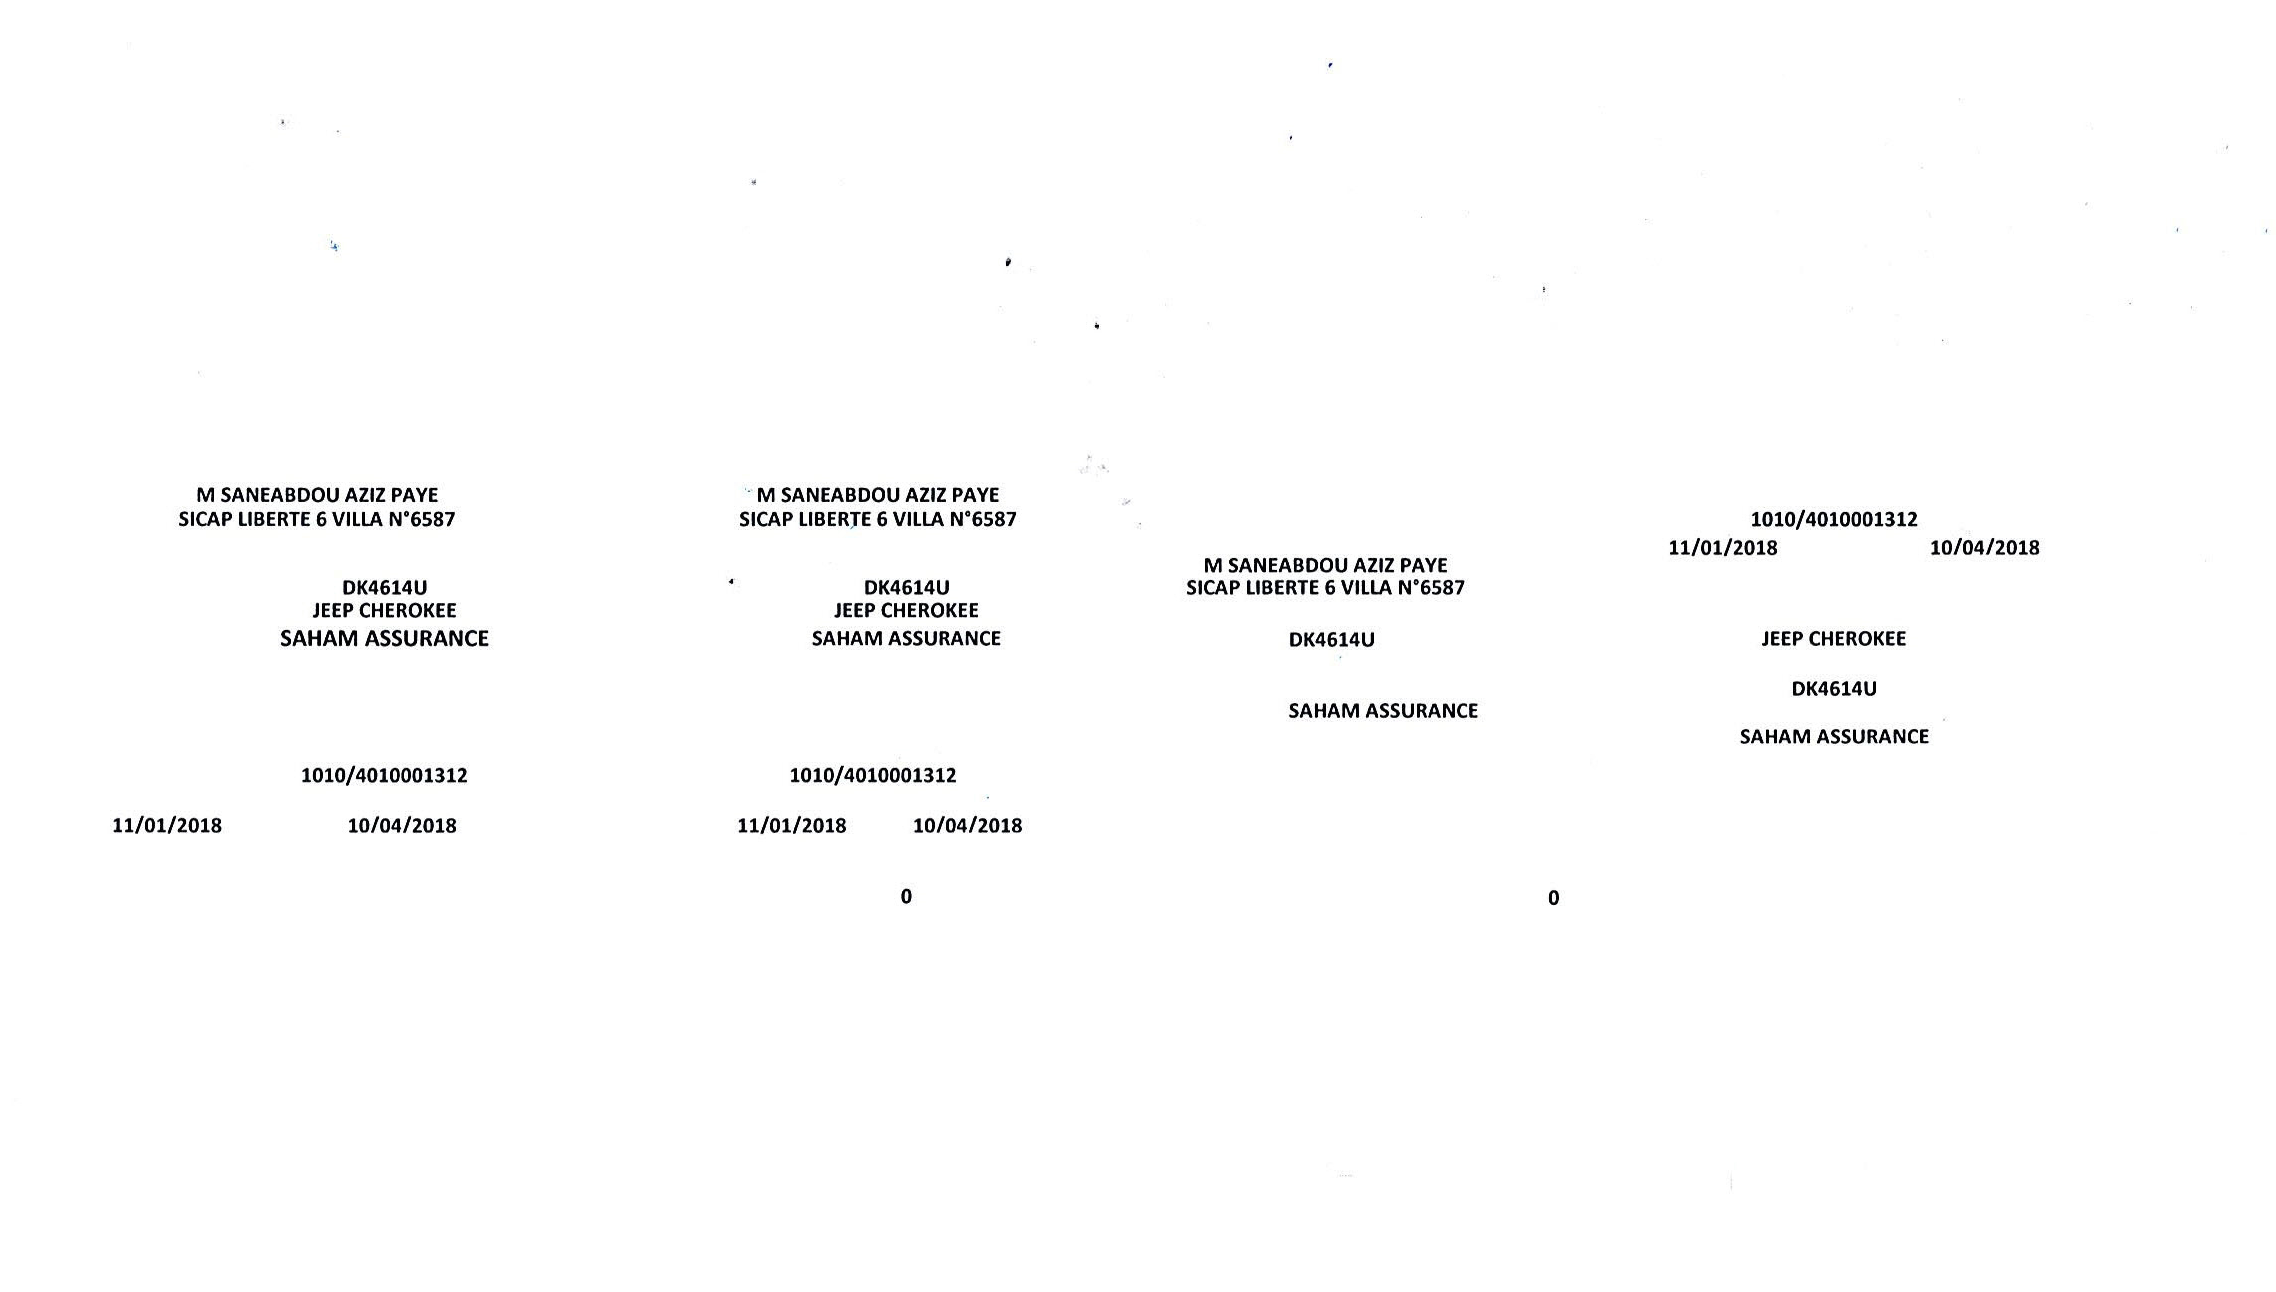 M SANEABDOU AZIZ PAYE
SICAP LIBERTE 6 VILLA N°6587
DK4614U
JEEP CHEROKEE
SAHAM ASSURANCE
1010/4010001312
11/01/2018 10/04/2018
M SANEABDOU AZIZ PAYE
SICAP LIBERTE 6 VILLA N°6587
DK4614U
JEEP CHEROKEE
SAHAM ASSURANCE
1010/4010001312
11/01/2018 10/04/2018
0
M SANEABDOU AZIZ PAYE
SICAP LIBERTE 6 VILLA N°6587
DK4614U
SAHAM ASSURANCE
0
1010/4010001312
11/01/2018 10/04/2018
JEEP CHEROKEE
DK4614U
SAHAM ASSURANCE